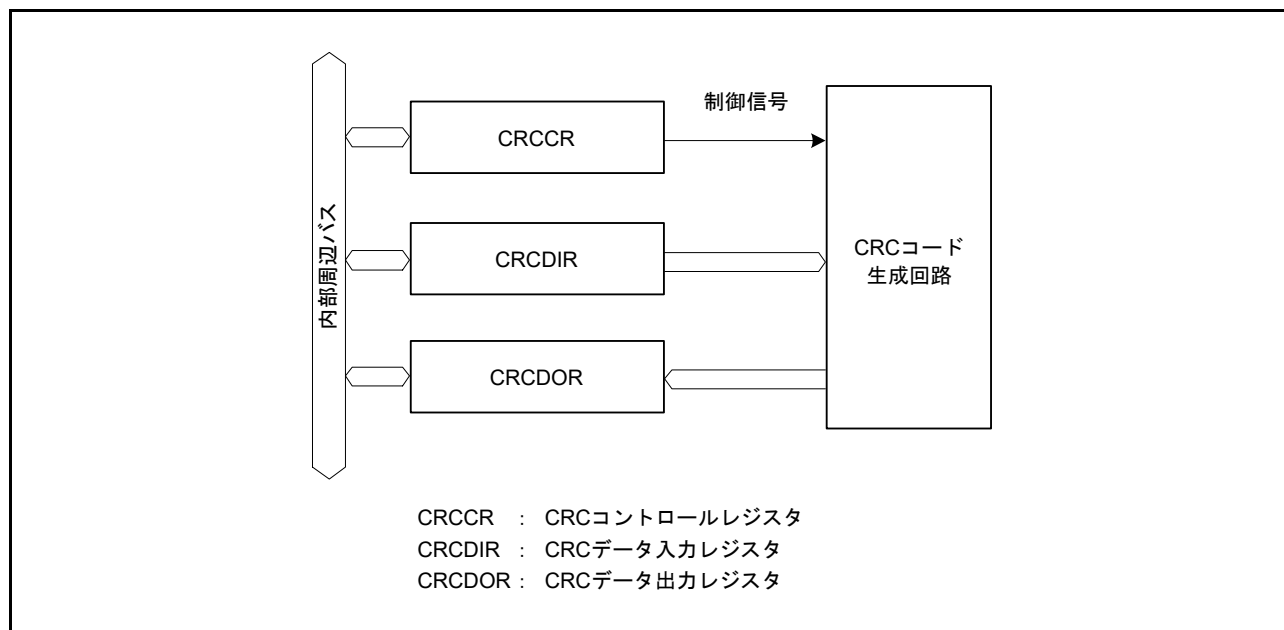 制御信号
CRCCR
内部周辺バス
CRCDIR
CRCコード
生成回路
CRCDOR
CRCCR : CRCコントロールレジスタ
CRCDIR : CRCデータ入力レジスタ
CRCDOR : CRCデータ出力レジスタ